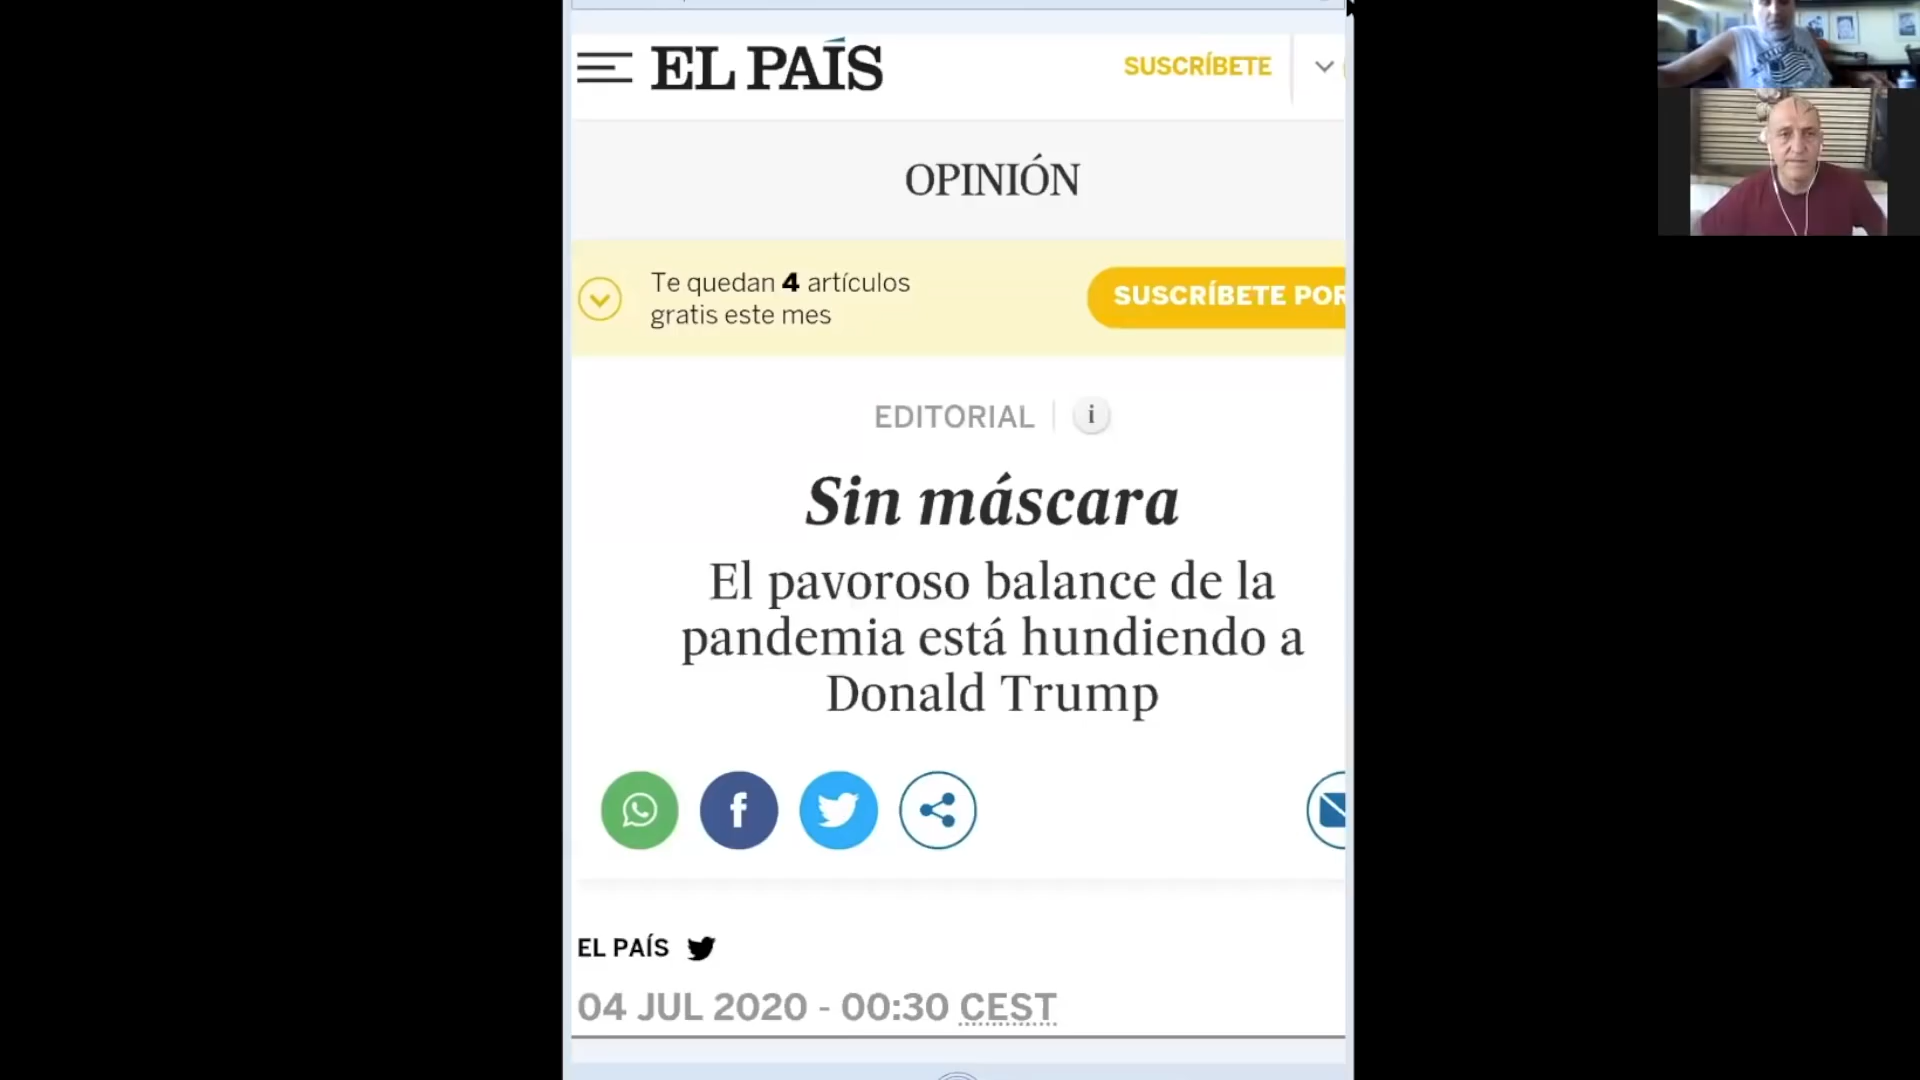 EL PAÍS
SUSCRÍBETE
OPINIÓN
Te quedan 4 artículos
gratis este mes
SUSCRÍBETE POR
EDITORIAL
i
Sin máscara
El pavoroso balance de la
pandemia está hundiendo a
Donald Trump
EL PAÍS
04 JUL 2020 - 00:30 CEST